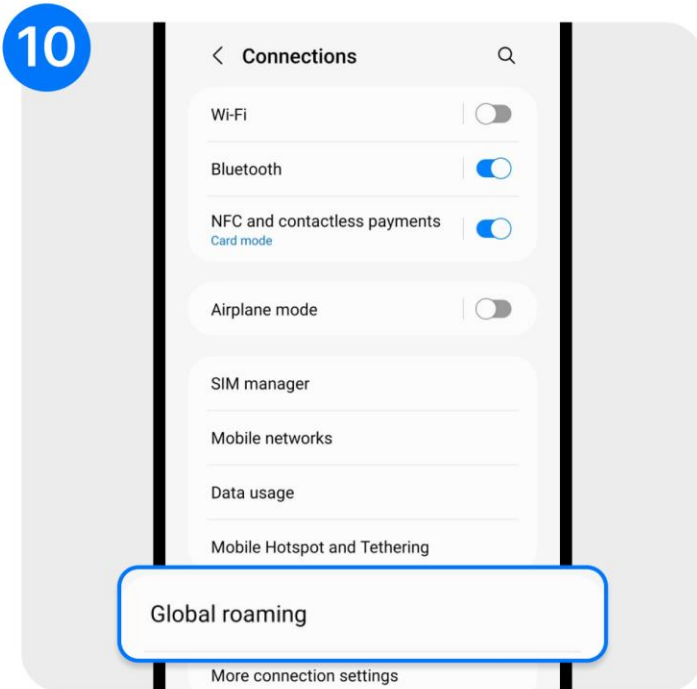 10
Connections
Wi-Fi
Bluetooth
NFC and contactless payments
Card mode
Airplane mode
SIM manager
Mobile networks
Data usage
Mobile Hotspot and Tethering
Global roaming
More connection settings